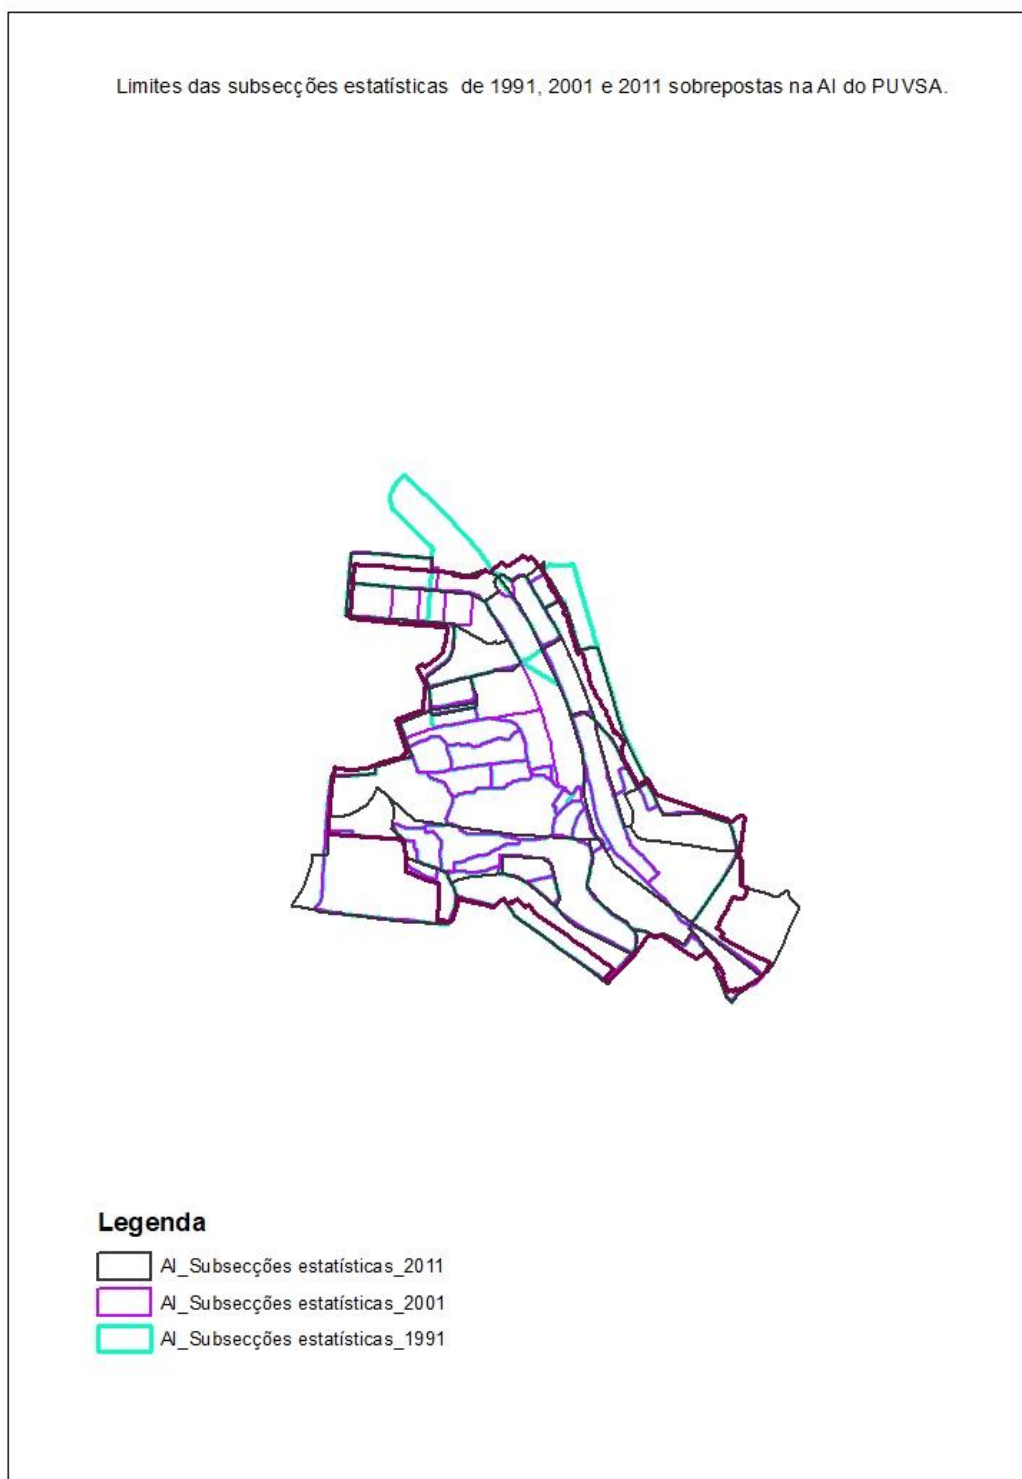 Limites das subsecções estatísticas de 1991, 2001 e 2011 sobrepostas na AI do PUVSA.
Legenda
AI_Subsecções estatísticas_2011
AI_Subsecções estatísticas_2001
AI_Subsecções estatísticas_1991